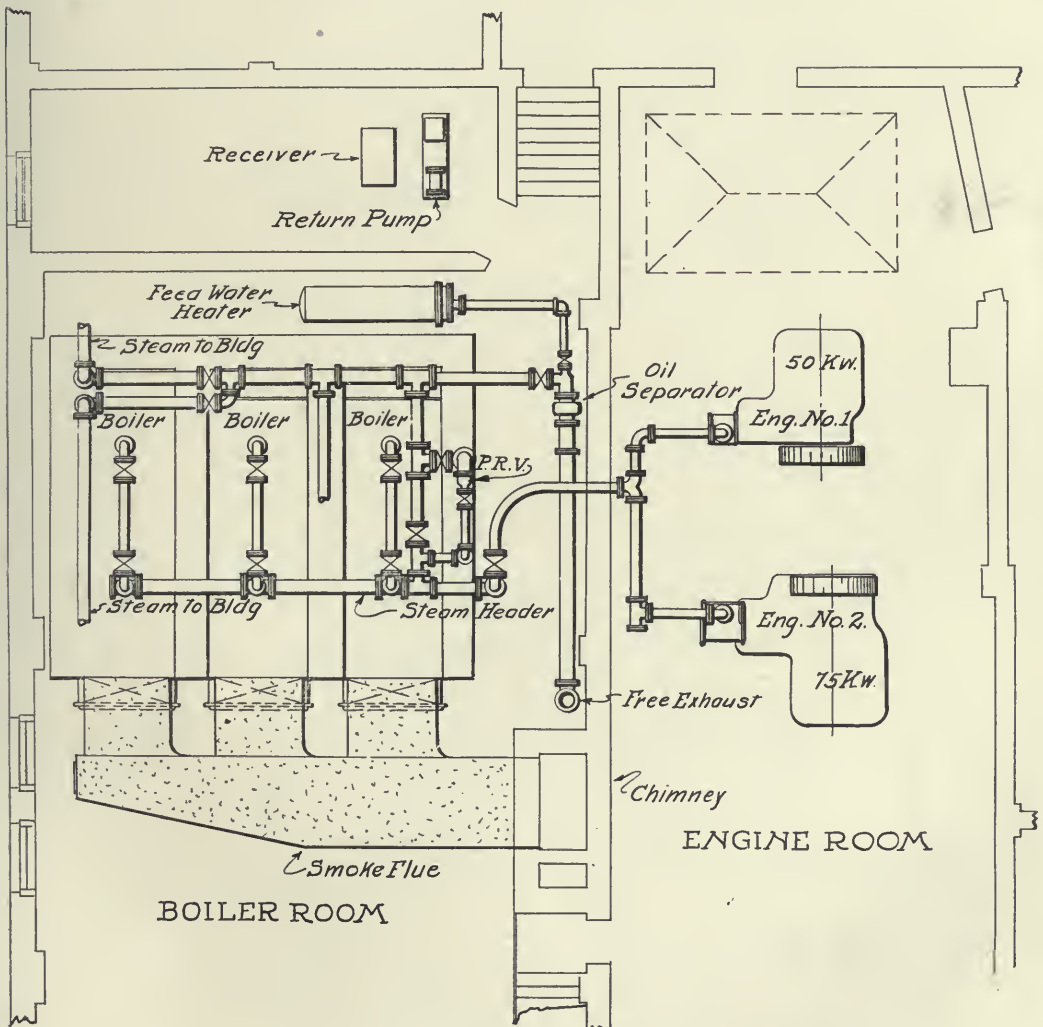 Receiver
Return Pump
Feed Water
Heater
Steam to Bldg
Oil
Separator
50 Kw.
Eng. No. 1
Boiler
Boiler
Boiler
P.R.V.
Steam to Bldg
Steam Header
Eng. No. 2.
75 Kw.
Free Exhaust
Chimney
ENGINE ROOM
Smoke Flue
BOILER ROOM